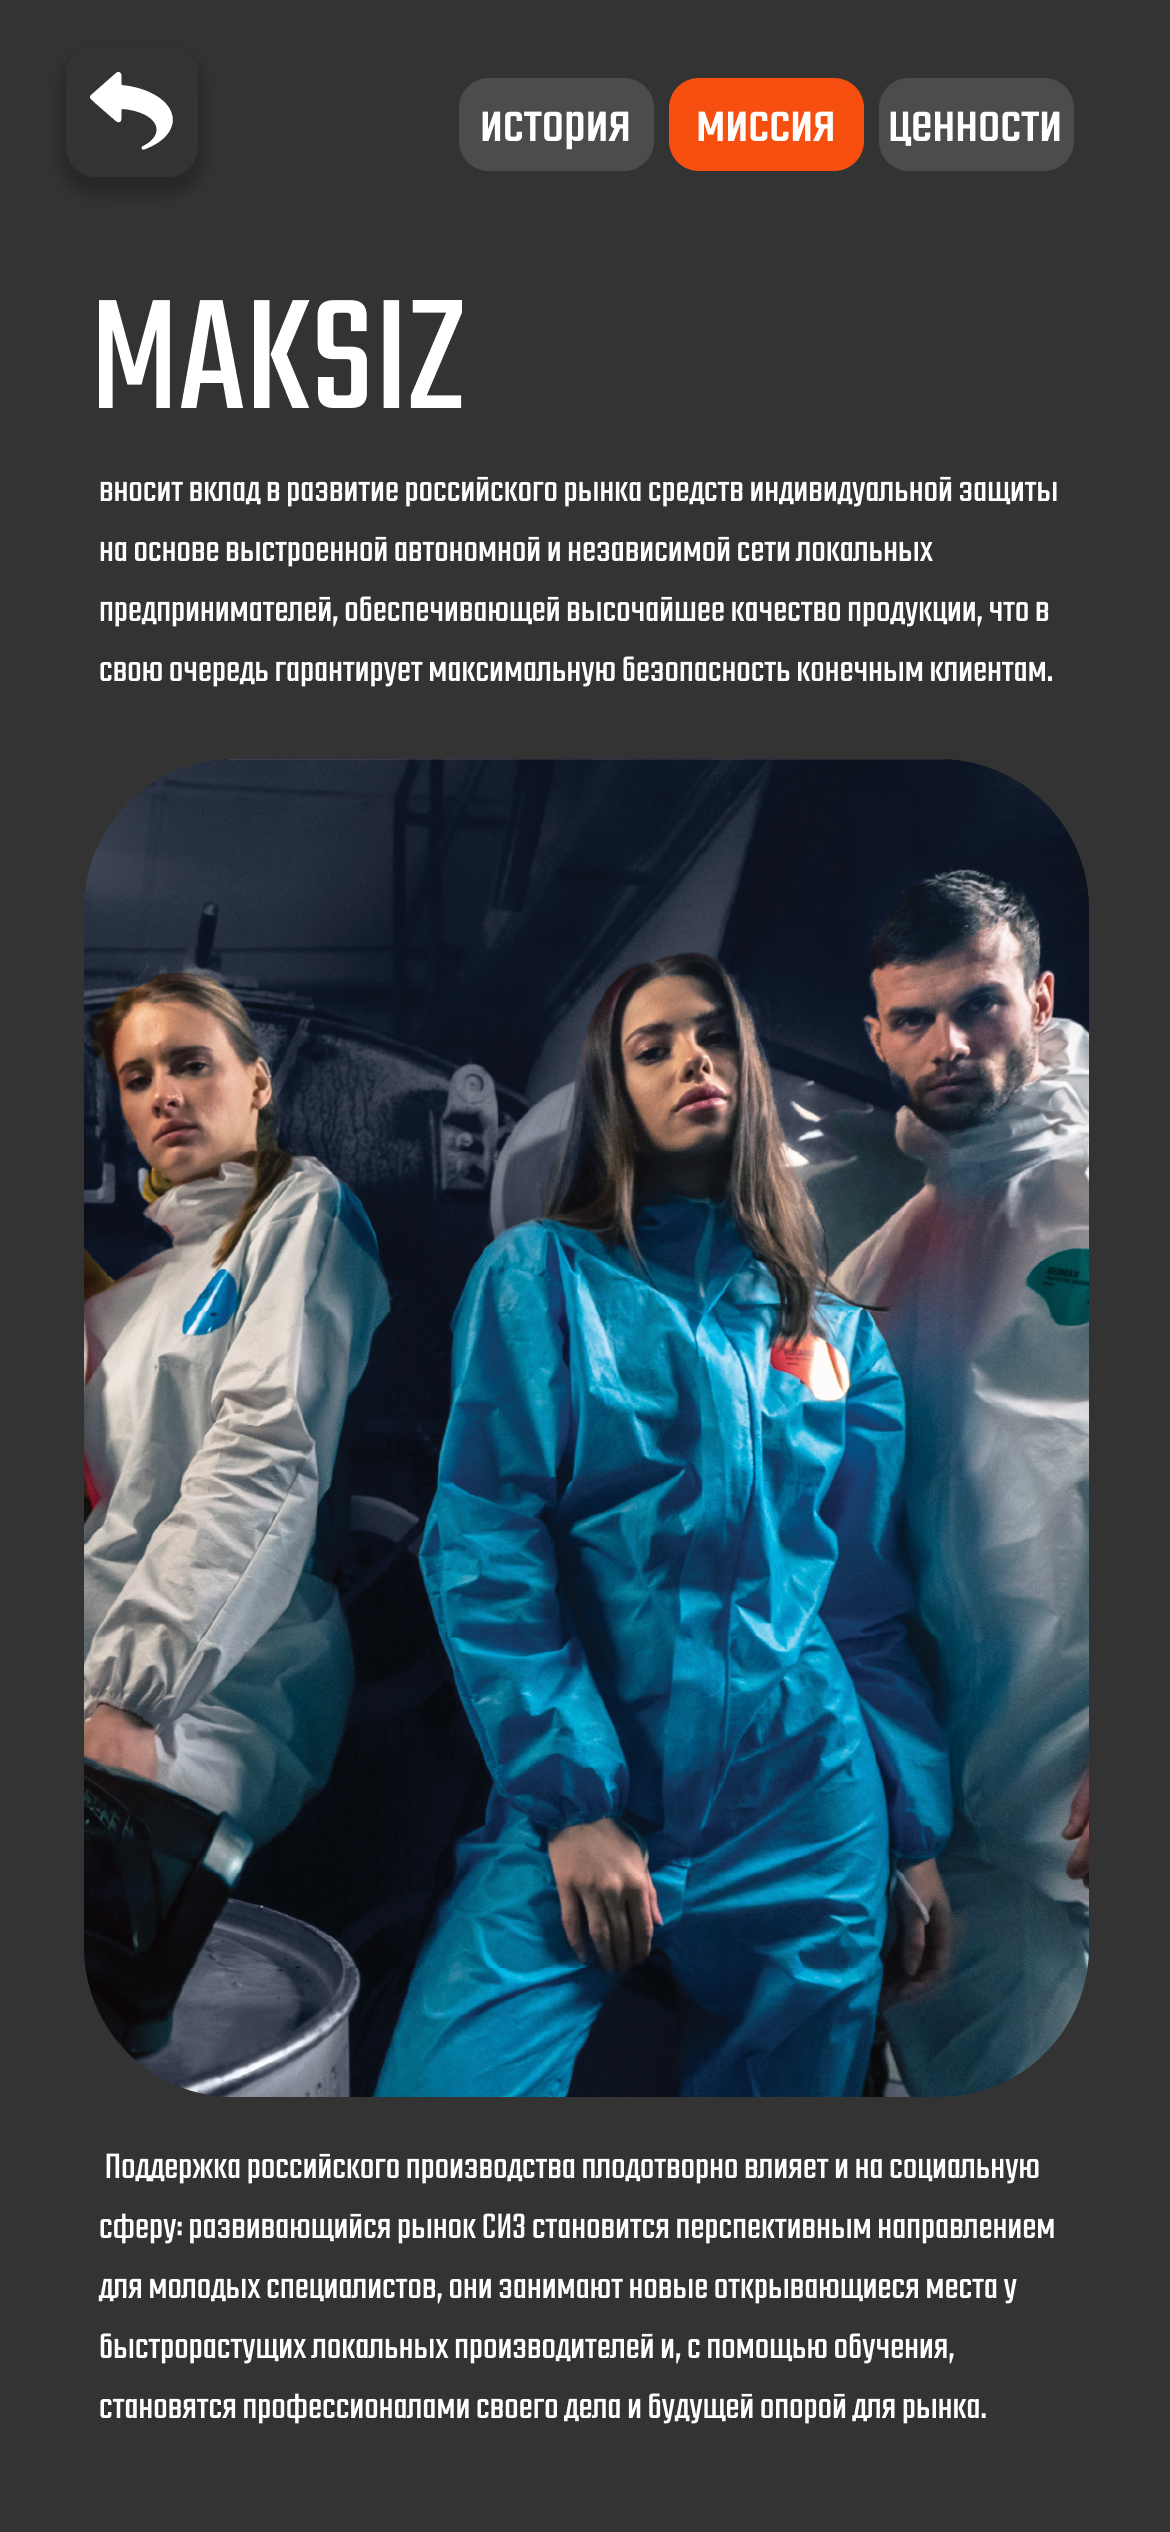 история миссия ценности
MAKSIZ
вносит вклад в развитие российского рынка средств индивидуальной защиты
на основе выстроенной автономной и независимой сети локальных
предпринимателей, обеспечивающей высочайшее качество продукции, что в
свою очередь гарантирует максимальную безопасность конечным клиентам.
Поддержка российского производства плодотворно влияет и на социальную
сферу: развивающийся рынок СИЗ становится перспективным направлением
для молодых специалистов, они занимают новые открывающиеся места у
быстрорастущих локальных производителей и, с помощью обучения,
становятся профессионалами своего дела и будущей опорой для рынка.